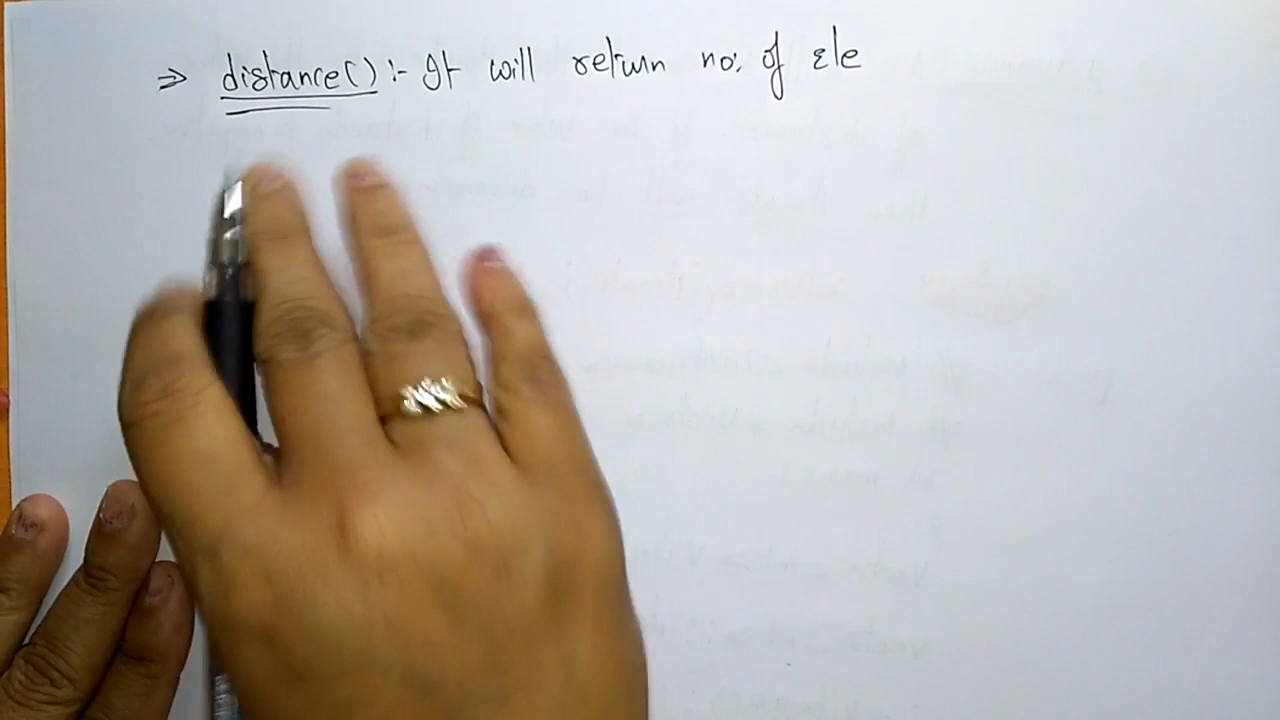 ⇒ distance() :- It will return no: of ele